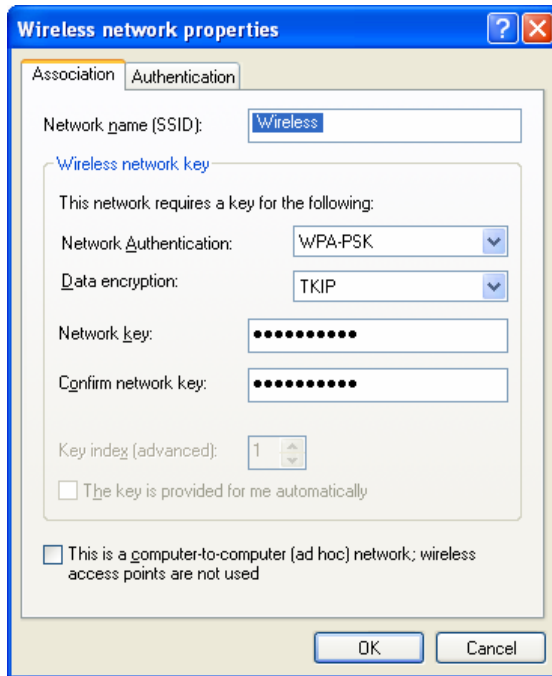 Wireless network properties
Association
Authentication
Network name (SSID):
Wireless
Wireless network key
This network requires a key for the following:
Network Authentication:
WPA-PSK
Data encryption:
TKIP
Network key:
••••••••••
Confirm network key:
••••••••••
Key index (advanced):
1
The key is provided for me automatically
This is a computer-to-computer (ad hoc) network; wireless
access points are not used
OK
Cancel